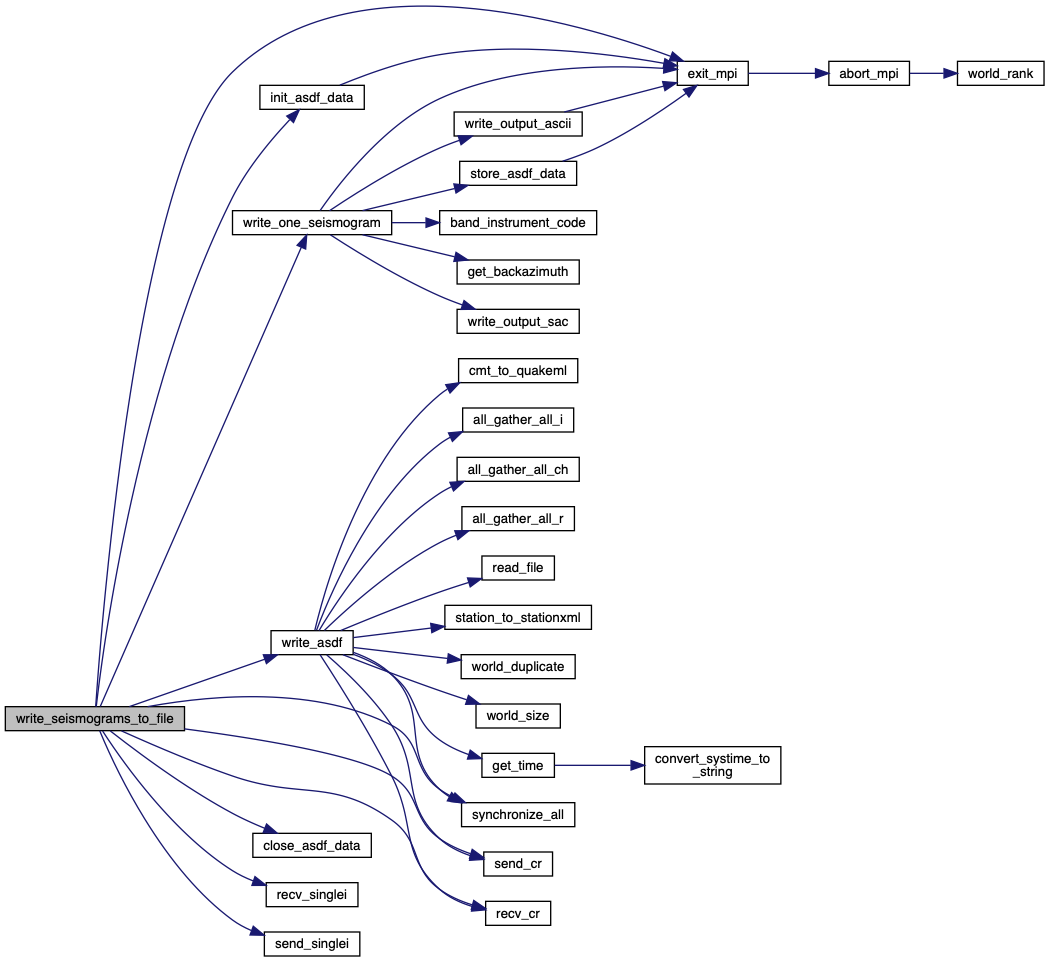 exit_mpi
abort_mpi
world_rank
init_asdf_data
write_output_ascii
store_asdf_data
write_one_seismogram
band_instrument_code
get_backazimuth
write_output_sac
cmt_to_quakeml
all_gather_all_i
all_gather_all_ch
all_gather_all_r
read_file
station_to_stationxml
write_asdf
world_duplicate
world_size
write_seismograms_to_file
get_time
convert_systime_to
_string
synchronize_all
close_asdf_data
send_cr
recv_singlei
recv_cr
send_singlei